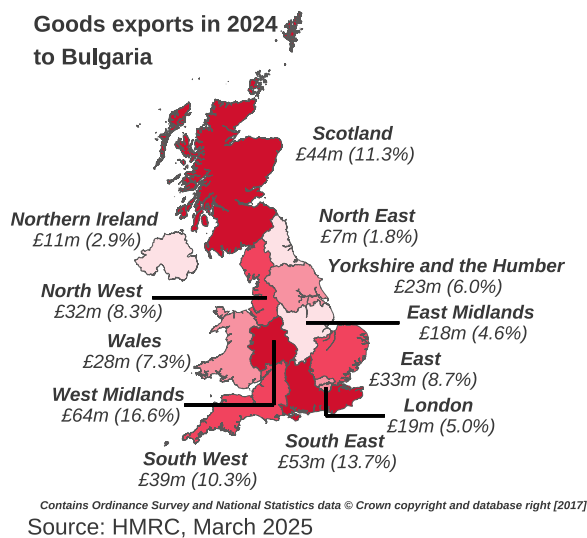 Goods exports in 2024
to Bulgaria
Scotland
£44m (11.3%)
Northern Ireland
£11m (2.9%)
North East
£7m (1.8%)
Yorkshire and the Humber
£23m (6.0%)
North West
£32m (8.3%)
East Midlands
£18m (4.6%)
Wales
£28m (7.3%)
East
£33m (8.7%)
West Midlands
£64m (16.6%)
London
£19m (5.0%)
South East
£53m (13.7%)
South West
£39m (10.3%)
Contains Ordinance Survey and National Statistics data © Crown copyright and database right [2017]
Source: HMRC, March 2025